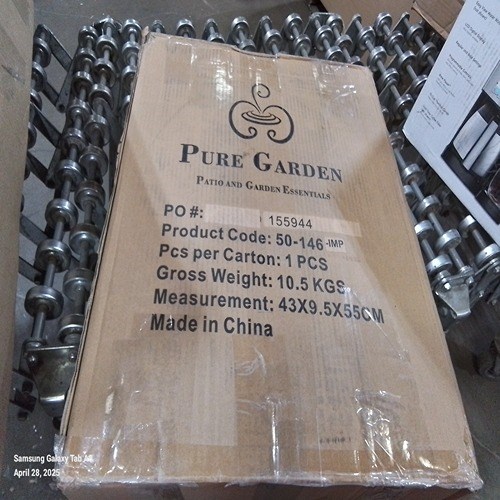 PURE GARDEN
PATIO AND GARDEN ESSENTIALS
PO #: 155944
Product Code: 50-146-IMP
Pcs per Carton: 1 PCS
Gross Weight: 10.5 KGS
Measurement: 43X9.5X55CM
Made in China
Samsung Galaxy Tab
April 28, 2025